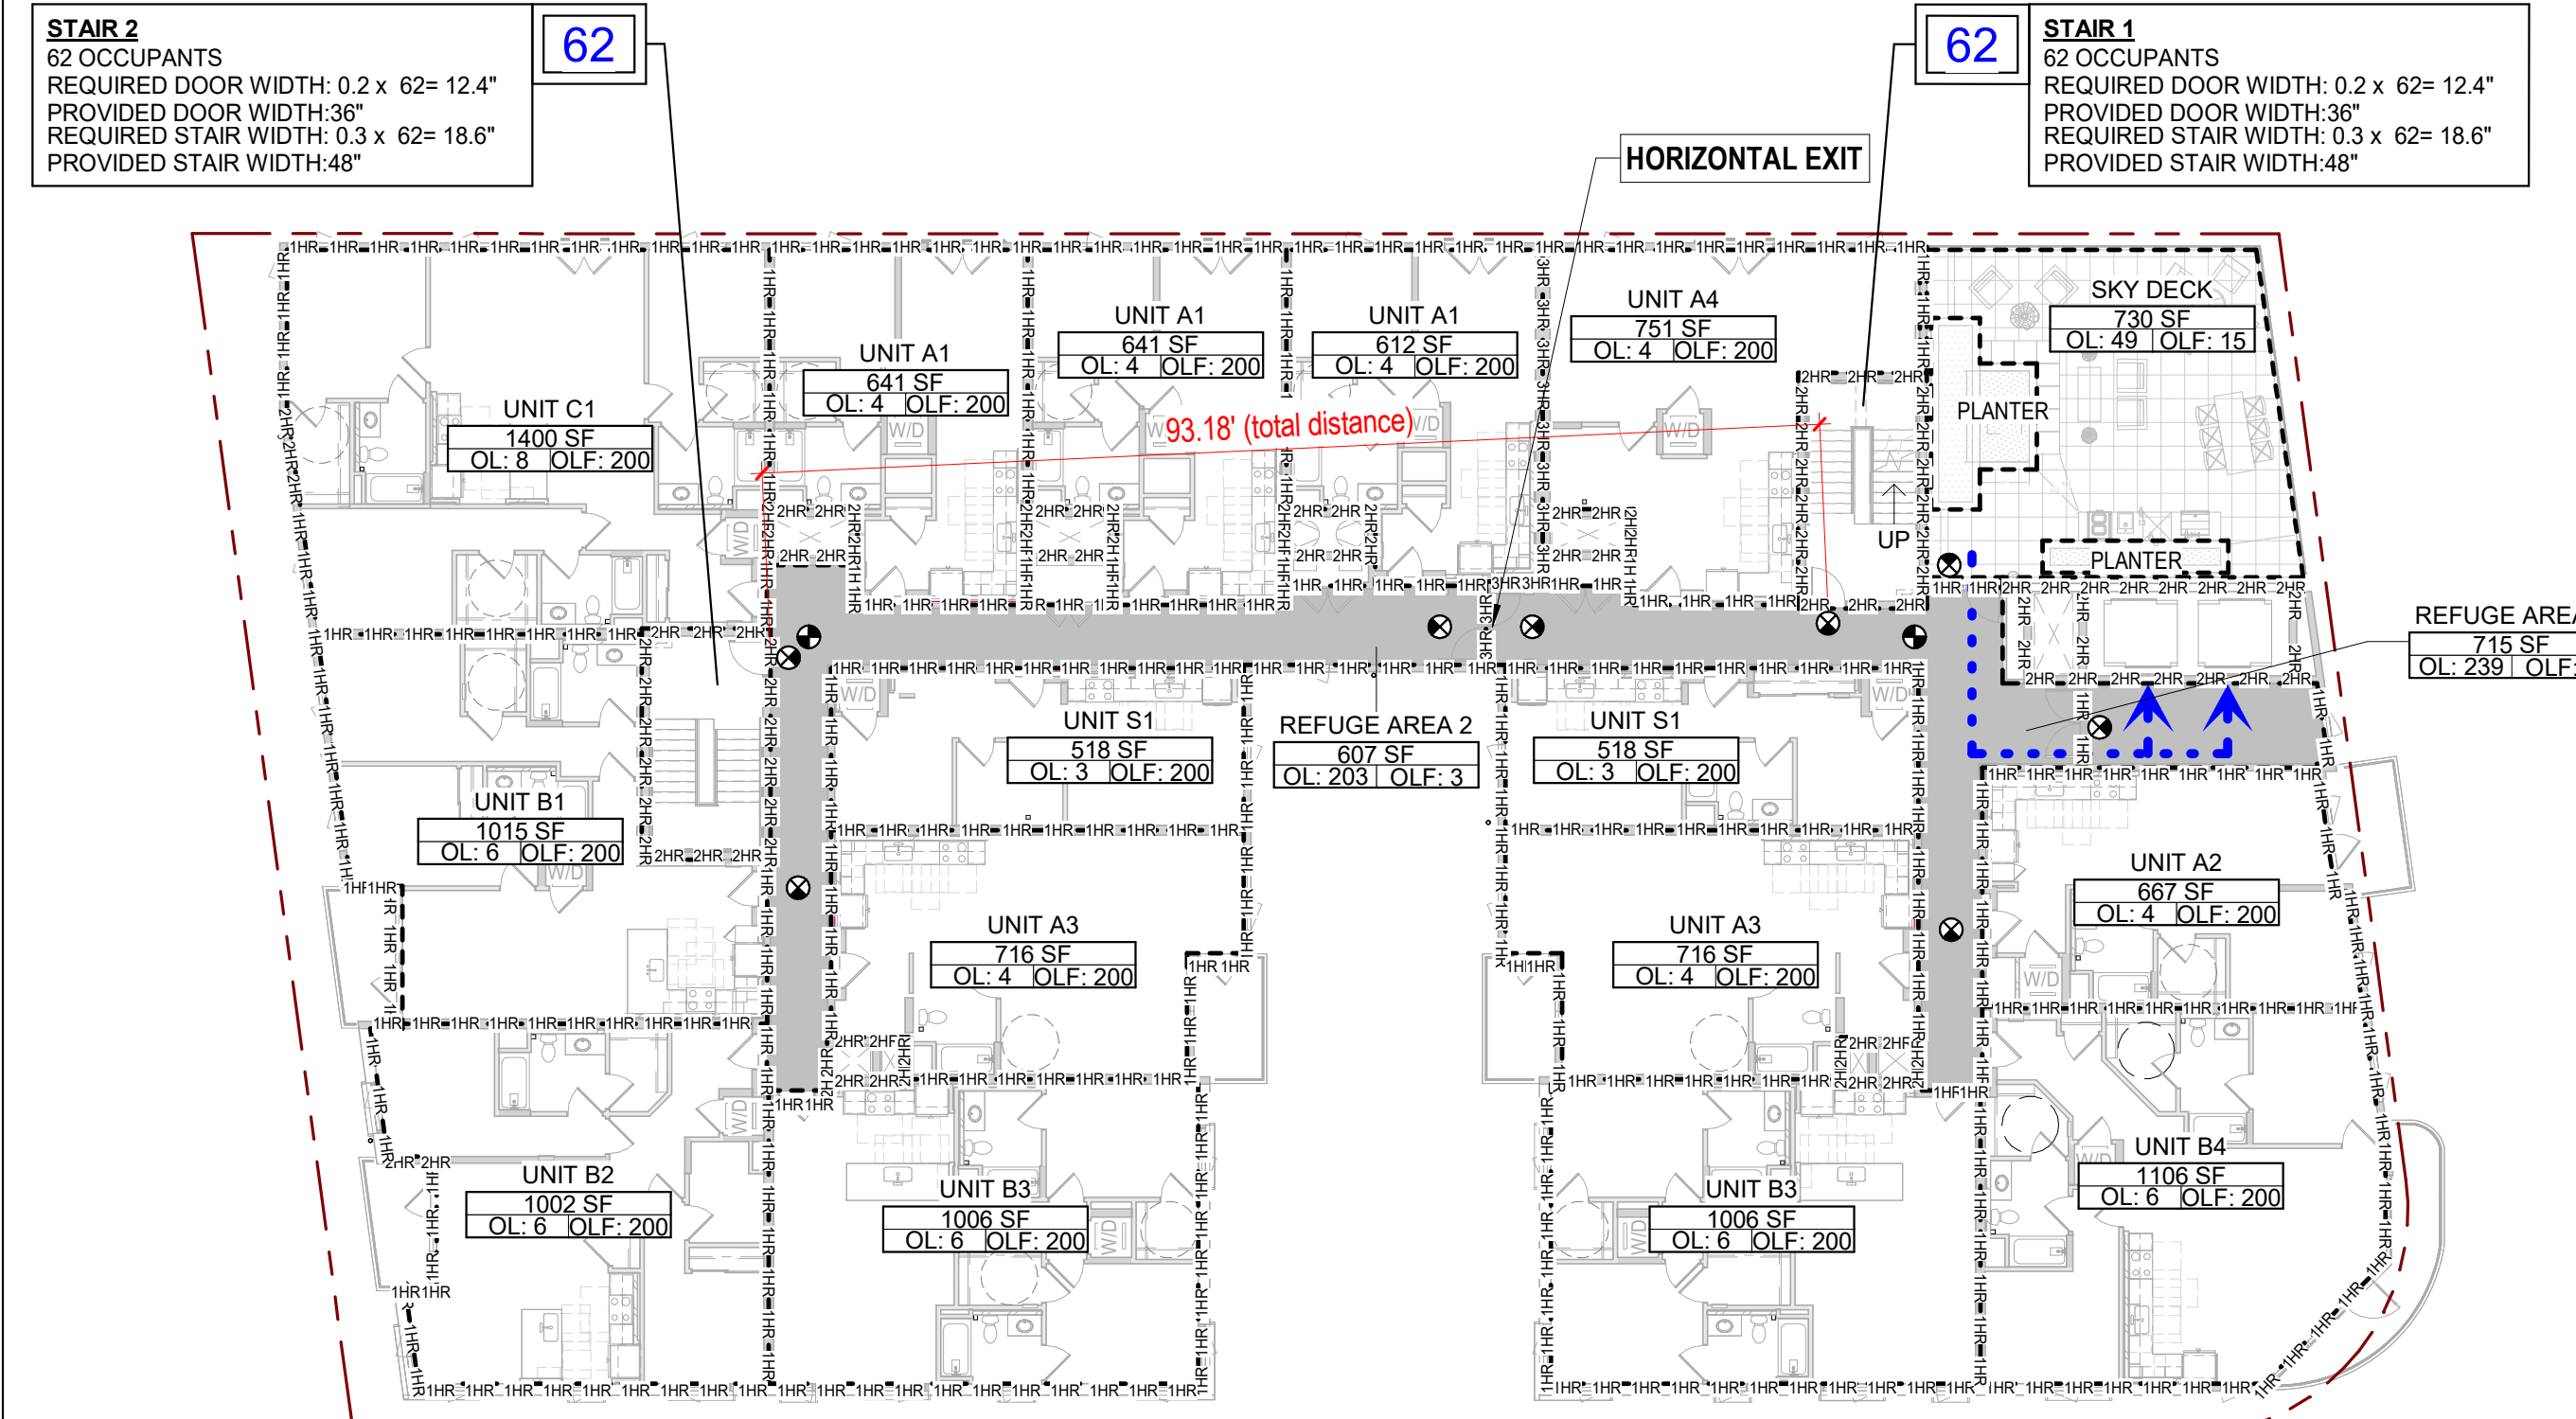 STAIR 2
62 OCCUPANTS
REQUIRED DOOR WIDTH: 0.2 x 62= 12.4"
PROVIDED DOOR WIDTH:36"
REQUIRED STAIR WIDTH: 0.3 x 62= 18.6"
PROVIDED STAIR WIDTH:48"
62
62
STAIR 1
62 OCCUPANTS
REQUIRED DOOR WIDTH: 0.2 x 62= 12.4"
PROVIDED DOOR WIDTH:36"
REQUIRED STAIR WIDTH: 0.3 x 62= 18.6"
PROVIDED STAIR WIDTH:48"
HORIZONTAL EXIT
UNIT C1
1400 SF
OL: 8 OLF: 200
UNIT A1
641 SF
OL: 4 OLF: 200
UNIT A1
641 SF
OL: 4 OLF: 200
UNIT A1
612 SF
OL: 4 OLF: 200
UNIT A4
751 SF
OL: 4 OLF: 200
SKY DECK
730 SF
OL: 49 OLF: 15
PLANTER
PLANTER
93.18' (total distance)
UP
W/D
REFUGE AREA
715 SF
OL: 239 OLF:
REFUGE AREA 2
607 SF
OL: 203 OLF: 3
UNIT S1
518 SF
OL: 3 OLF: 200
UNIT S1
518 SF
OL: 3 OLF: 200
UNIT B1
1015 SF
OL: 6 OLF: 200
UNIT A3
716 SF
OL: 4 OLF: 200
UNIT A3
716 SF
OL: 4 OLF: 200
UNIT A2
667 SF
OL: 4 OLF: 200
UNIT B2
1002 SF
OL: 6 OLF: 200
UNIT B3
1006 SF
OL: 6 OLF: 200
UNIT B3
1006 SF
OL: 6 OLF: 200
UNIT B4
1106 SF
OL: 6 OLF: 200
1HR
2HR
3HR